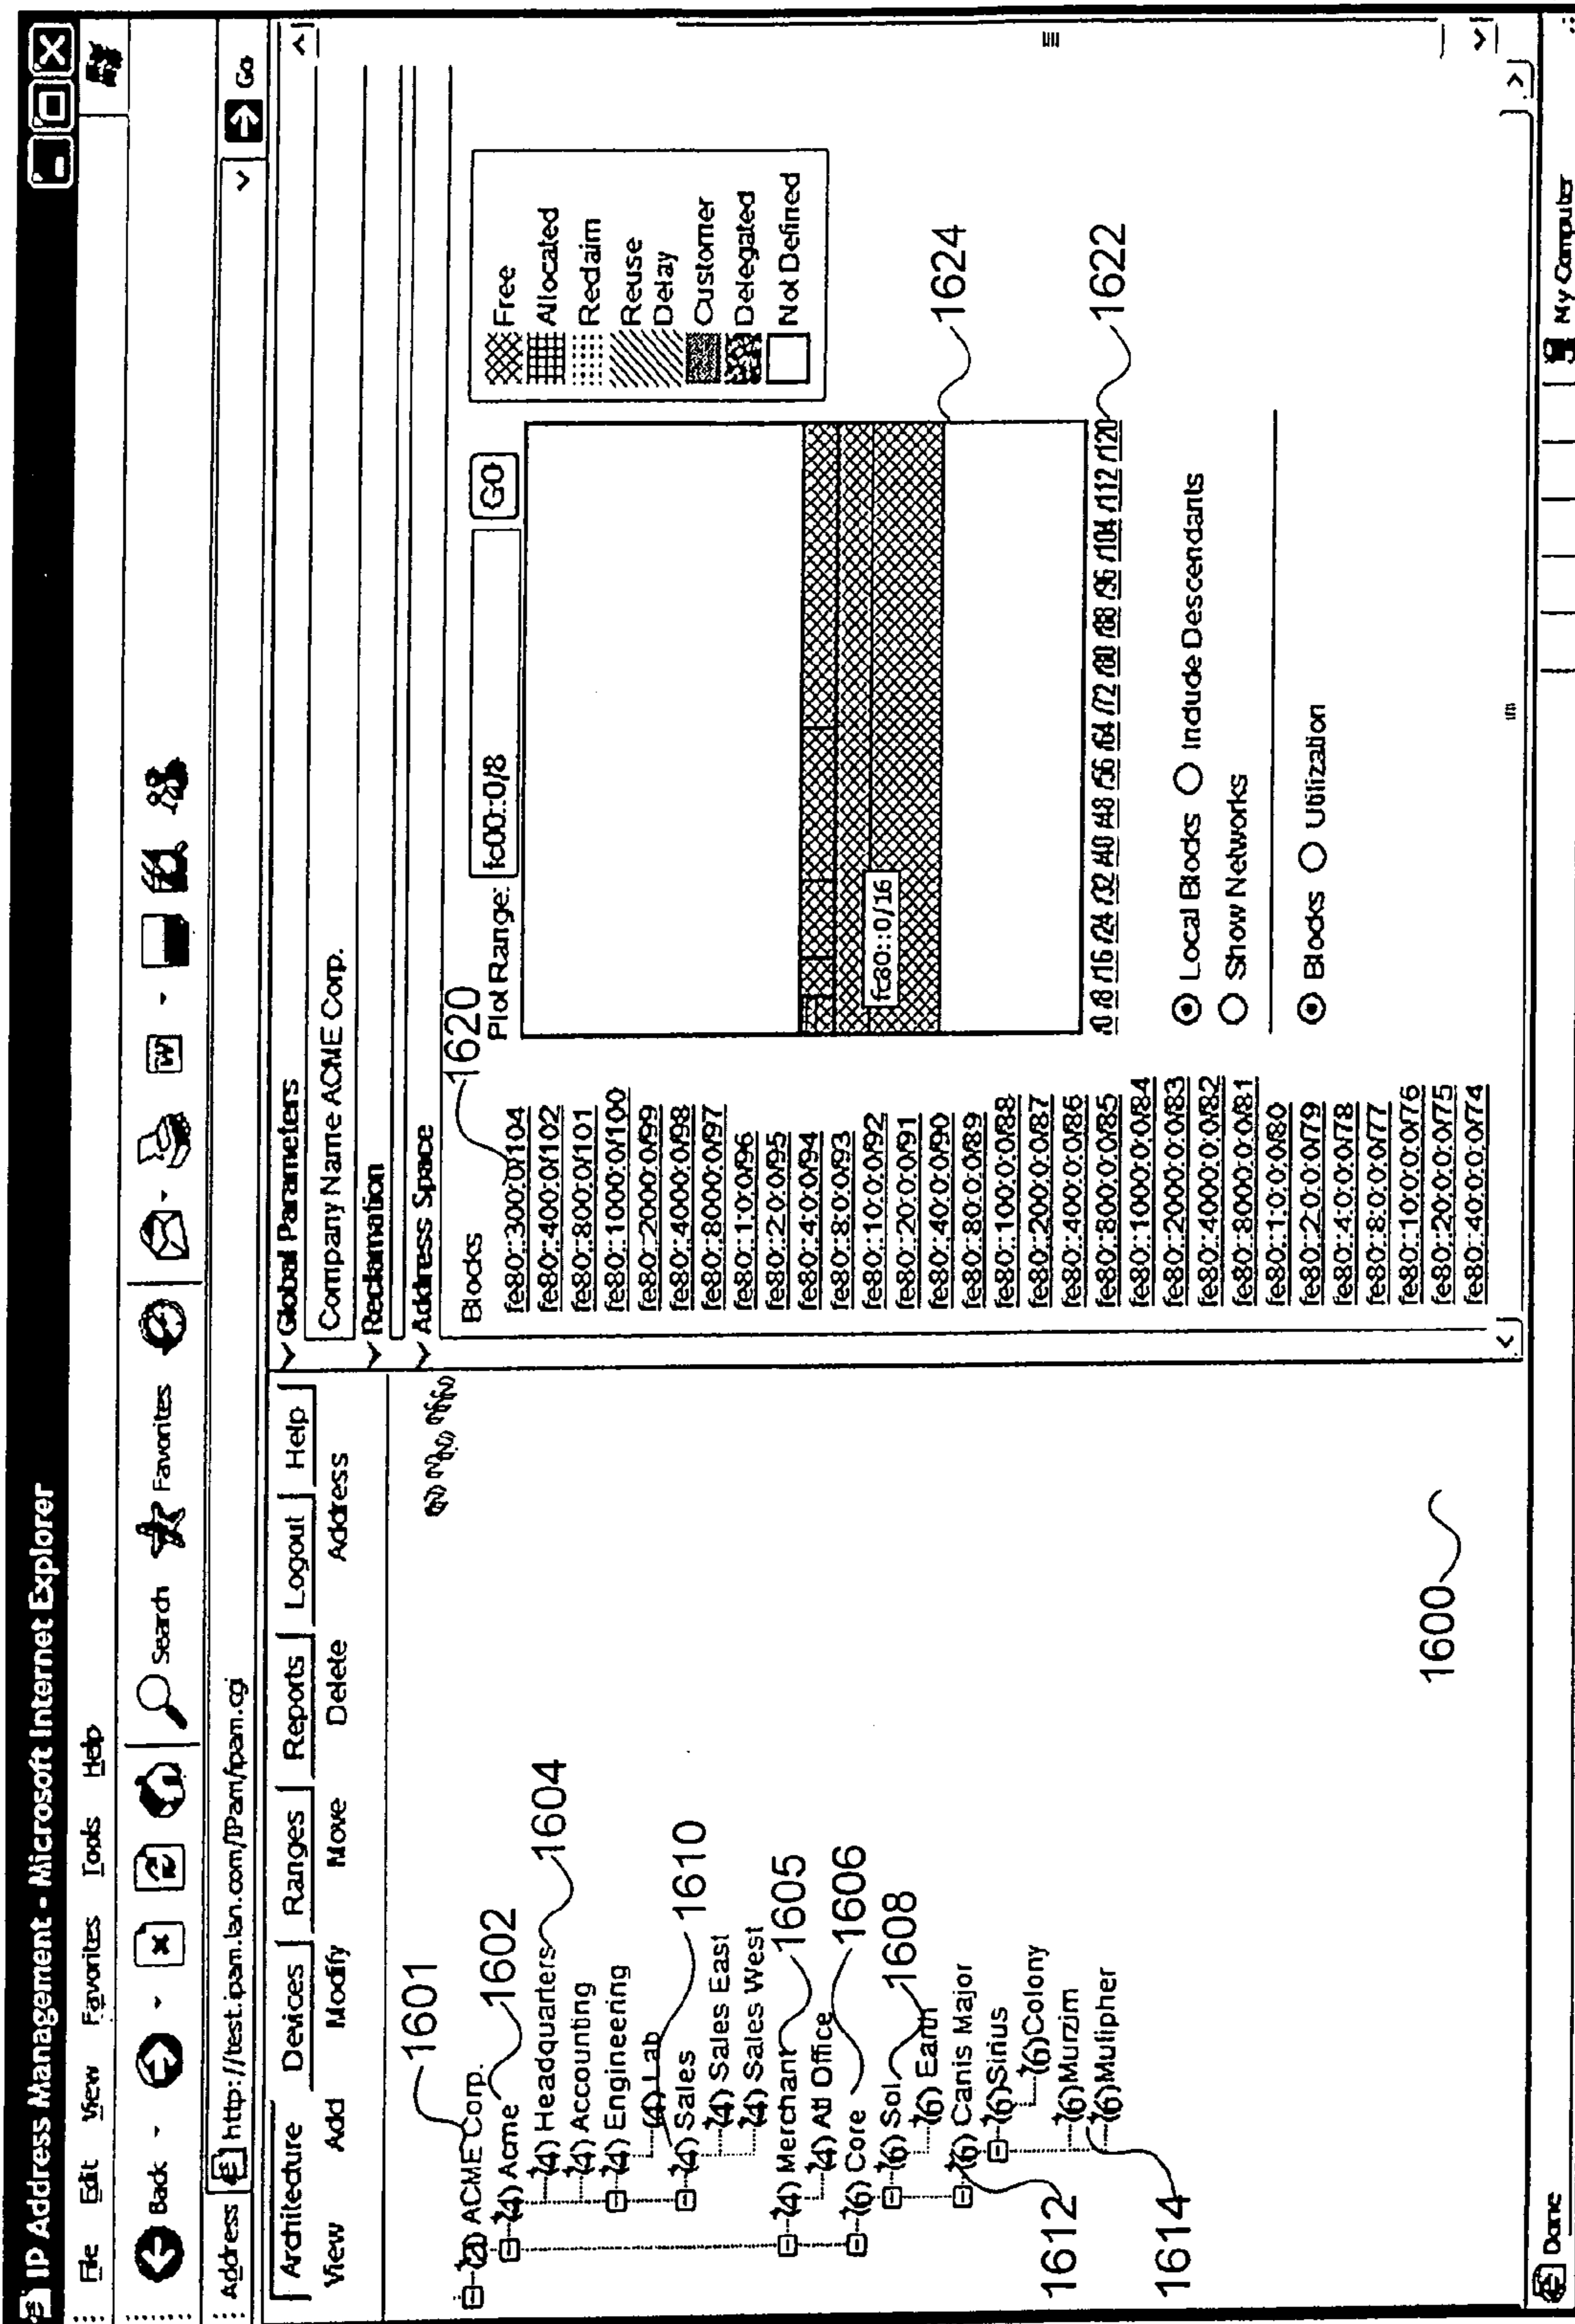 IP Address Management - Microsoft Internet Explorer
File Edit View Favorites Tools Help
Back Search Favorites
Address http://test.ipam.lan.com/IPam/ipam.cgi Go
Architecture Devices Ranges Reports Logout Help
View Add Modify Move Delete Address
1601
ACME Corp.
1602
(4) Acme
(4) Headquarters
1604
(4) Accounting
(4) Engineering
(4) Lab
1610
(4) Sales
(4) Sales East
(4) Sales West
(4) Merchant
1605
(4) Atl Office
1606
(6) Core
1608
(6) Sol
(6) Earth
(6) Canis Major
(6)Sirius
(6)Colony
(6)Murzim
(6)Mulipher
1612
1614
1600
Global Parameters
Company Name ACME Corp.
Reclamation
Address Space
Blocks
1620
fe80::300:0/104
fe80::400:0/102
fe80::800:0/101
fe80::1000:0/100
fe80::2000:0/99
fe80::4000:0/98
fe80::8000:0/97
fe80::1:0:0/96
fe80::2:0:0/95
fe80::4:0:0/94
fe80::8:0:0/93
fe80::10:0:0/92
fe80::20:0:0/91
fe80::40:0:0/90
fe80::80:0:0/89
fe80::100:0:0/88
fe80::200:0:0/87
fe80::400:0:0/86
fe80::800:0:0/85
fe80::1000:0:0/84
fe80::2000:0:0/83
fe80::4000:0:0/82
fe80::8000:0:0/81
fe80::1:0:0:0/80
fe80::2:0:0:0/79
fe80::4:0:0:0/78
fe80::8:0:0:0/77
fe80::10:0:0:0/76
fe80::20:0:0:0/75
fe80::40:0:0:0/74
Plot Range: fc00::0/8 GO
fc80::0/16
/0 /8 /16 /24 /32 /40 /48 /56 /64 /72 /80 /88 /96 /104 /112 /120
Free
Allocated
Reclaim
Reuse
Delay
Customer
Delegated
Not Defined
1624
1622
Local Blocks Include Descendants
Show Networks
Blocks Utilization
Done My Computer